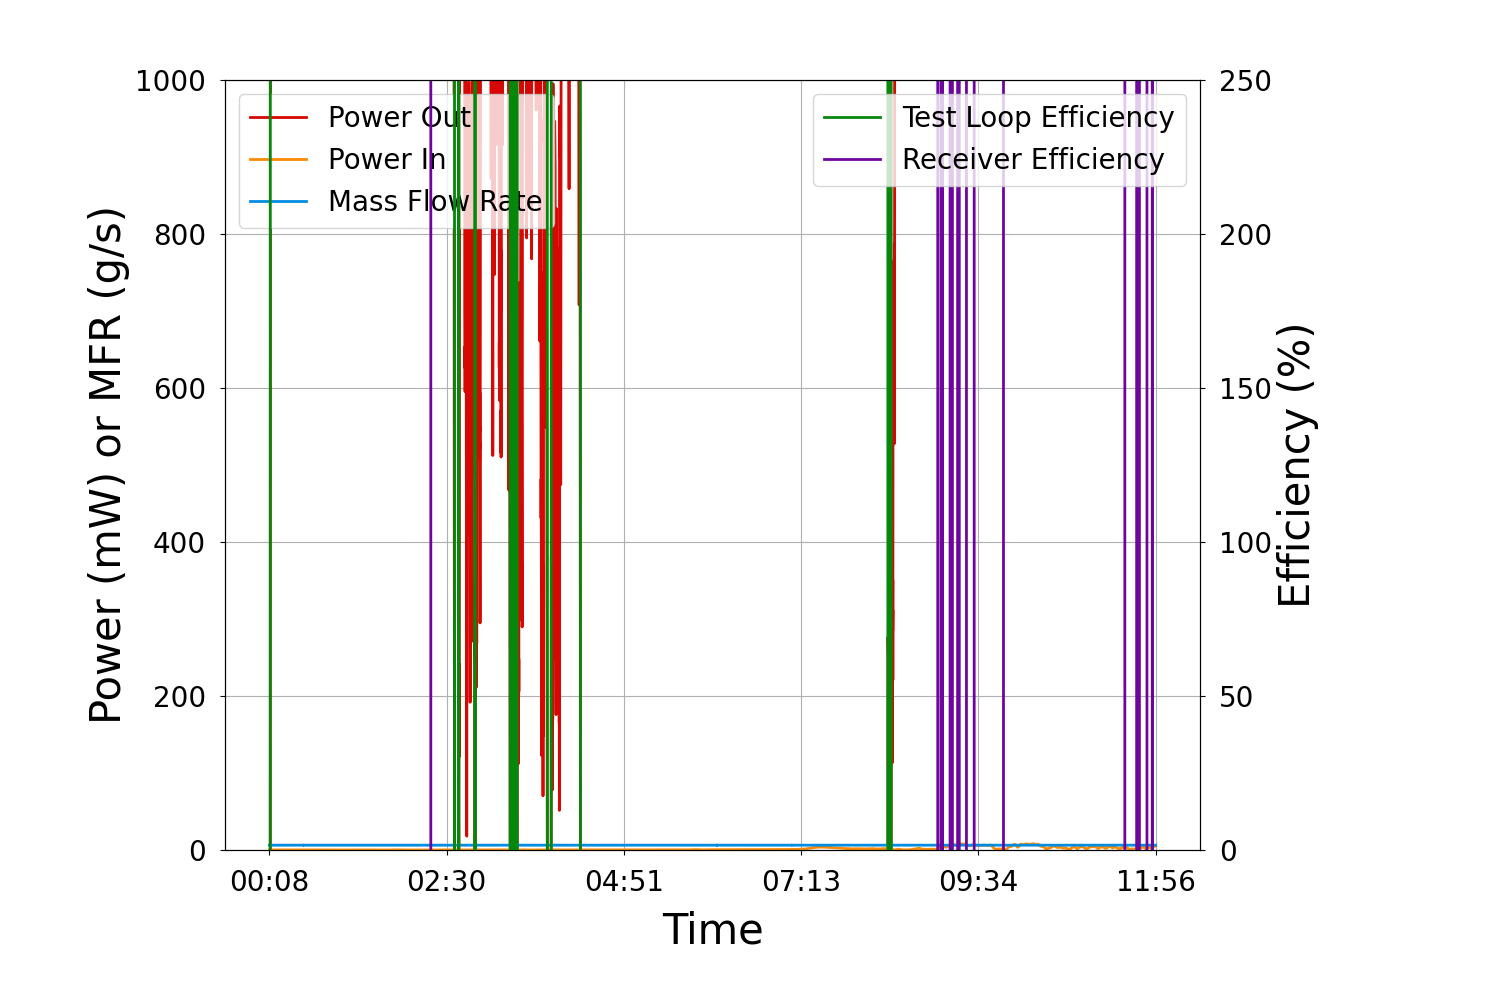 1000
800
600
400
200
0
Power (mW) or MFR (g/s)
Power Out
Power In
Mass Flow Rate
Test Loop Efficiency
Receiver Efficiency
250
200
150
100
50
0
Efficiency (%)
00:08 02:30 04:51 07:13 09:34 11:56
Time